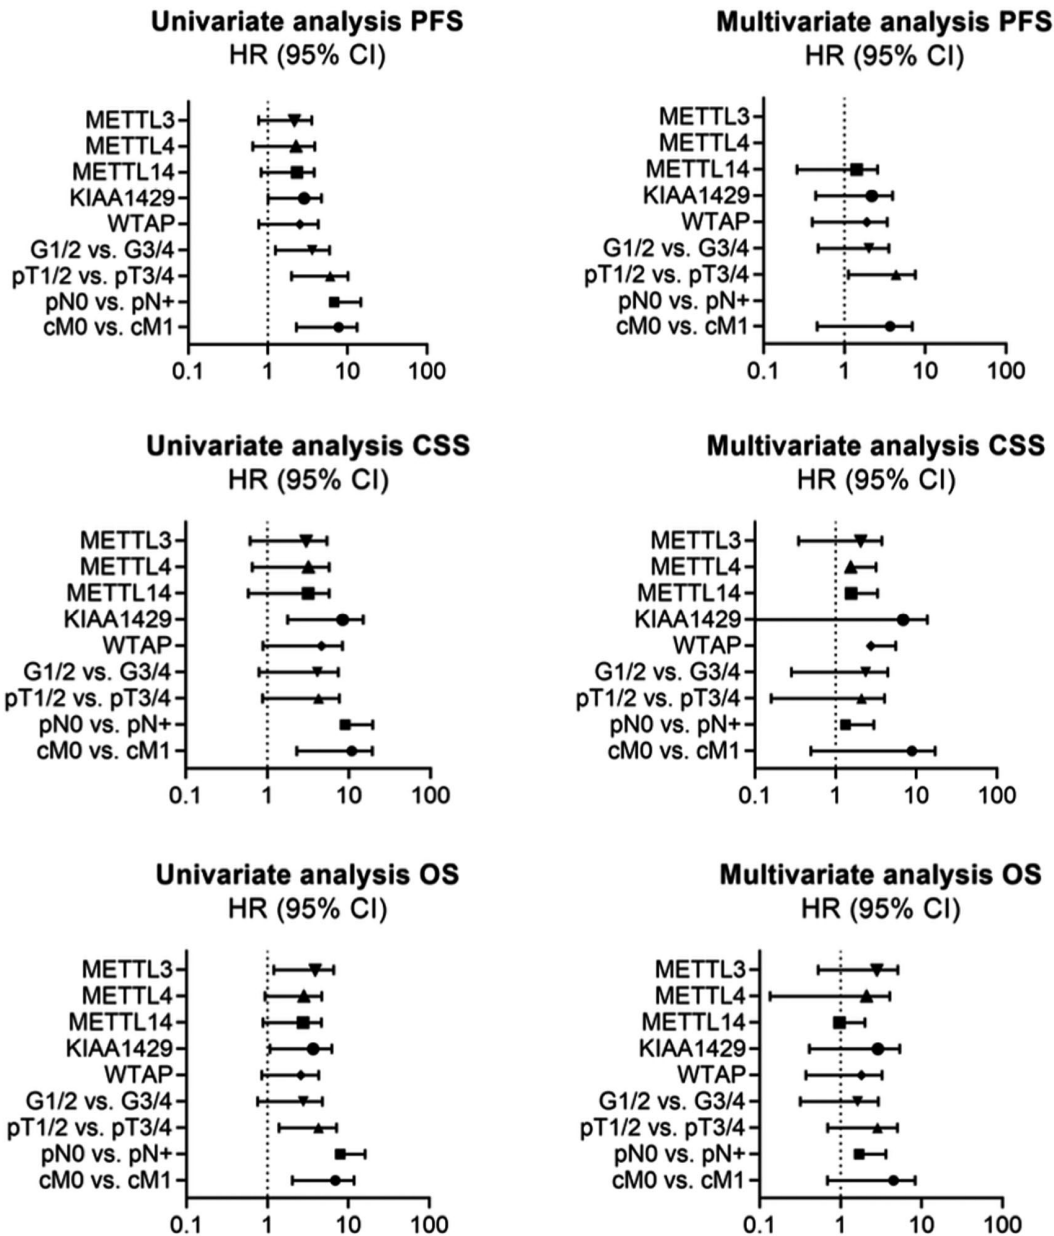 Univariate analysis PFS
HR (95% CI)
METTL3
METTL4
METTL14
KIAA1429
WTAP
G1/2 vs. G3/4
pT1/2 vs. pT3/4
pN0 vs. pN+
cM0 vs. cM1
0.1 1 10 100
Multivariate analysis PFS
HR (95% CI)
METTL3
METTL4
METTL14
KIAA1429
WTAP
G1/2 vs. G3/4
pT1/2 vs. pT3/4
pN0 vs. pN+
cM0 vs. cM1
0.1 1 10 100
Univariate analysis CSS
HR (95% CI)
METTL3
METTL4
METTL14
KIAA1429
WTAP
G1/2 vs. G3/4
pT1/2 vs. pT3/4
pN0 vs. pN+
cM0 vs. cM1
0.1 1 10 100
Multivariate analysis CSS
HR (95% CI)
METTL3
METTL4
METTL14
KIAA1429
WTAP
G1/2 vs. G3/4
pT1/2 vs. pT3/4
pN0 vs. pN+
cM0 vs. cM1
0.1 1 10 100
Univariate analysis OS
HR (95% CI)
METTL3
METTL4
METTL14
KIAA1429
WTAP
G1/2 vs. G3/4
pT1/2 vs. pT3/4
pN0 vs. pN+
cM0 vs. cM1
0.1 1 10 100
Multivariate analysis OS
HR (95% CI)
METTL3
METTL4
METTL14
KIAA1429
WTAP
G1/2 vs. G3/4
pT1/2 vs. pT3/4
pN0 vs. pN+
cM0 vs. cM1
0.1 1 10 100